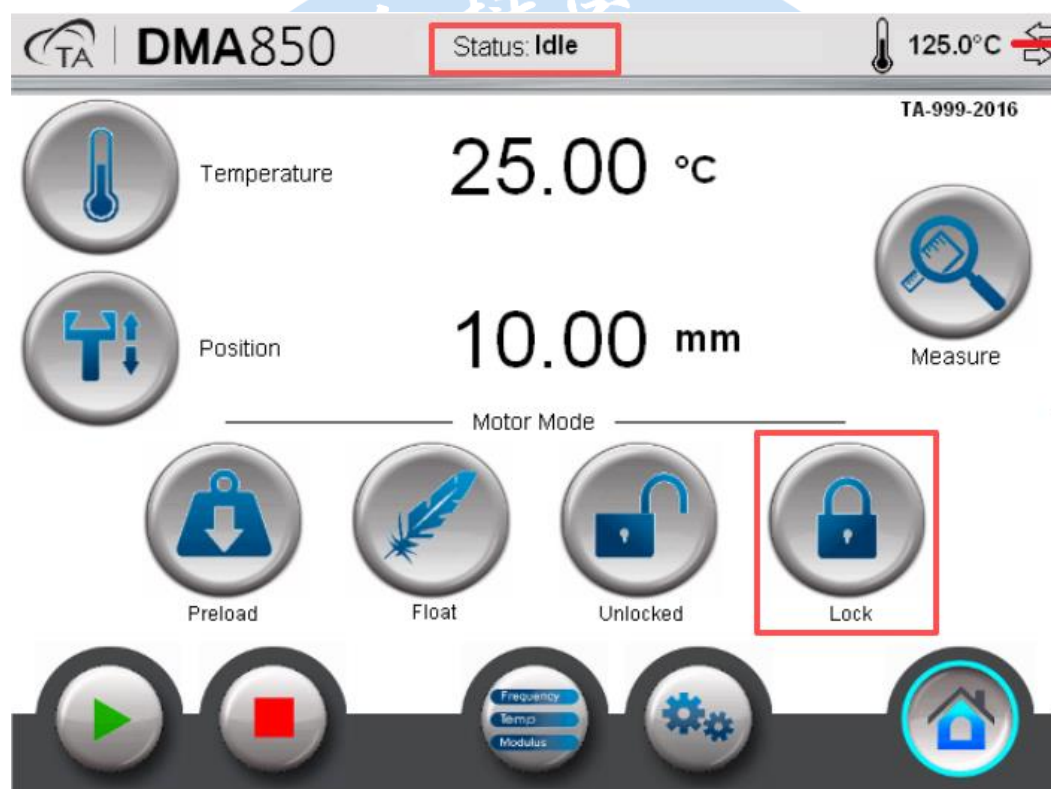 TA DMA850
Status: Idle
125.0°C
TA-999-2016
Temperature
25.00 °C
Position
10.00 mm
Measure
Motor Mode
Preload
Float
Unlocked
Lock
Frequency
Temp
Modulus